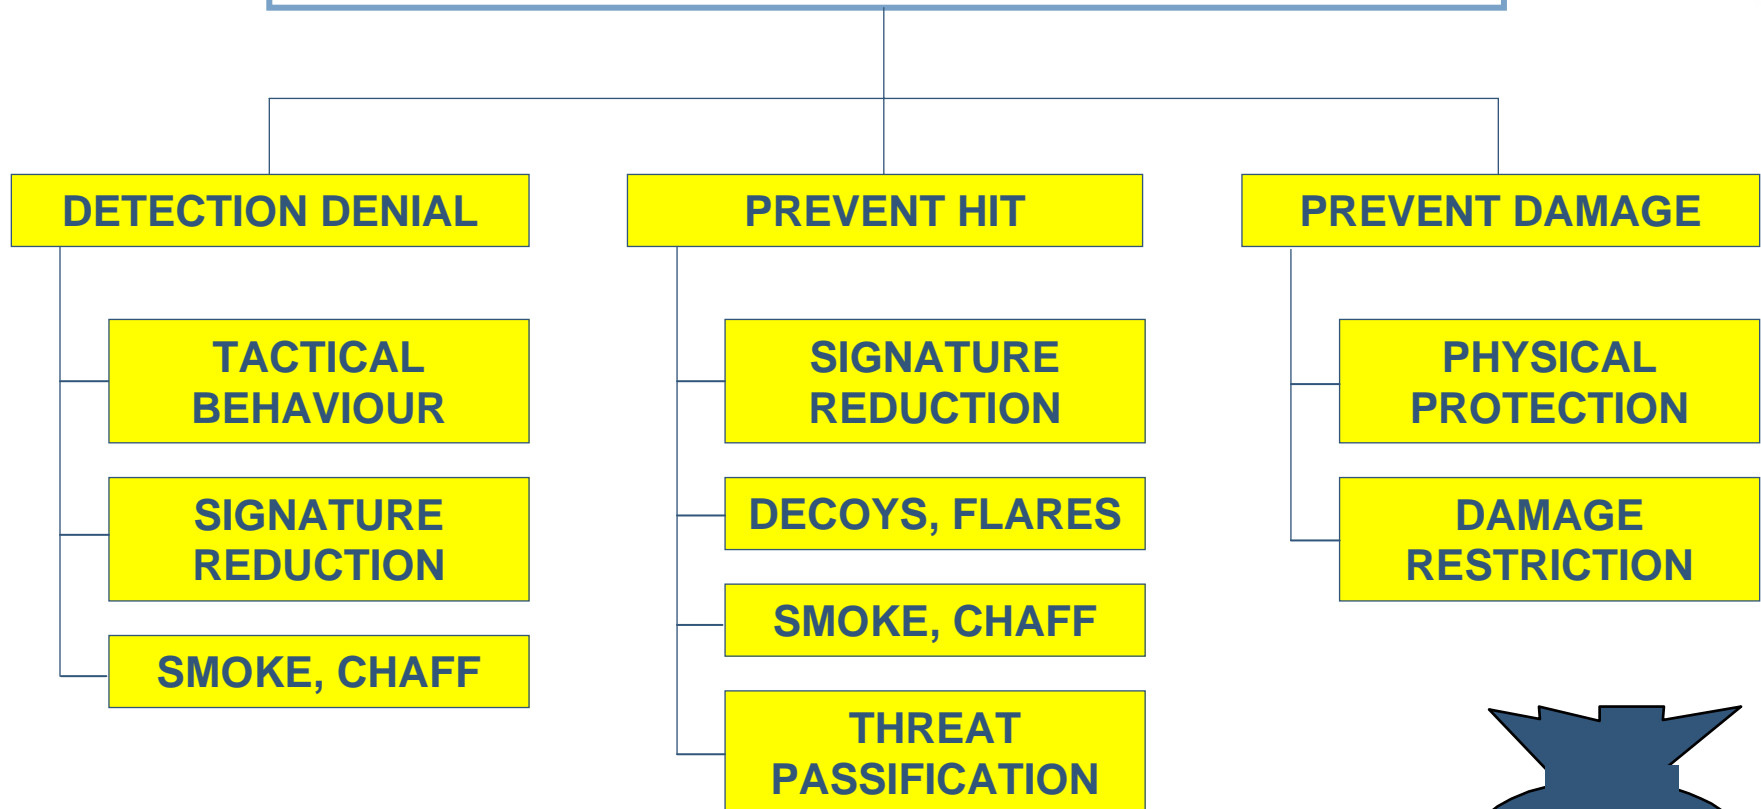 DETECTION DENIAL
PREVENT HIT
PREVENT DAMAGE
TACTICAL
BEHAVIOUR
SIGNATURE
REDUCTION
SMOKE, CHAFF
SIGNATURE
REDUCTION
DECOYS, FLARES
SMOKE, CHAFF
THREAT
PASSIFICATION
PHYSICAL
PROTECTION
DAMAGE
RESTRICTION